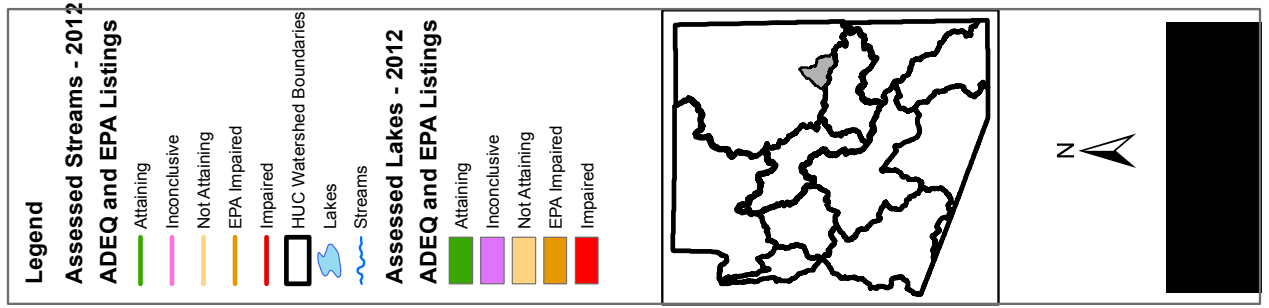 Legend
Assessed Streams - 2012
ADEQ and EPA Listings
Attaining
Inconclusive
Not Attaining
EPA Impaired
Impaired
HUC Watershed Boundaries
Lakes
Streams
Assessed Lakes - 2012
ADEQ and EPA Listings
Attaining
Inconclusive
Not Attaining
EPA Impaired
Impaired
N